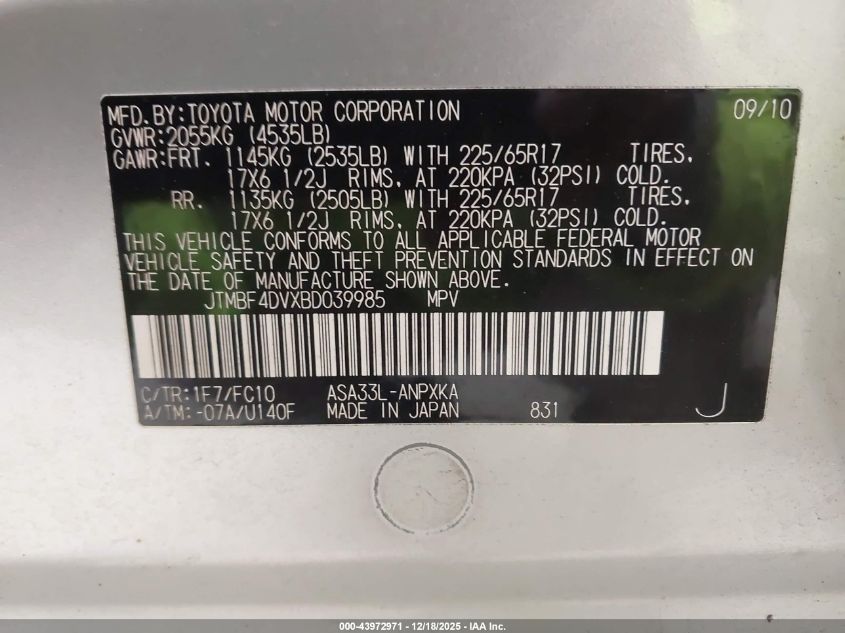 MFD.BY:TOYOTA MOTOR CORPORATION 09/10
GVWR:2055KG (4535LB)
GAWR:FRT. 1145KG (2535LB) WITH 225/65R17 TIRES,
17X6 1/2J RIMS, AT 220KPA (32PSI) COLD.
RR. 1135KG (2505LB) WITH 225/65R17 TIRES,
17X6 1/2J RIMS, AT 220KPA (32PSI) COLD.
THIS VEHICLE CONFORMS TO ALL APPLICABLE FEDERAL MOTOR
VEHICLE SAFETY AND THEFT PREVENTION STANDARDS IN EFFECT ON
THE DATE OF MANUFACTURE SHOWN ABOVE.
JTMBF4DVXBD039985 MPV
C/TR:1F7/FC10 ASA33L-ANPXKA
A/TM:-07A/U140F MADE IN JAPAN 831 J
000-43972971 / 12/18/2025 - IAA Inc.